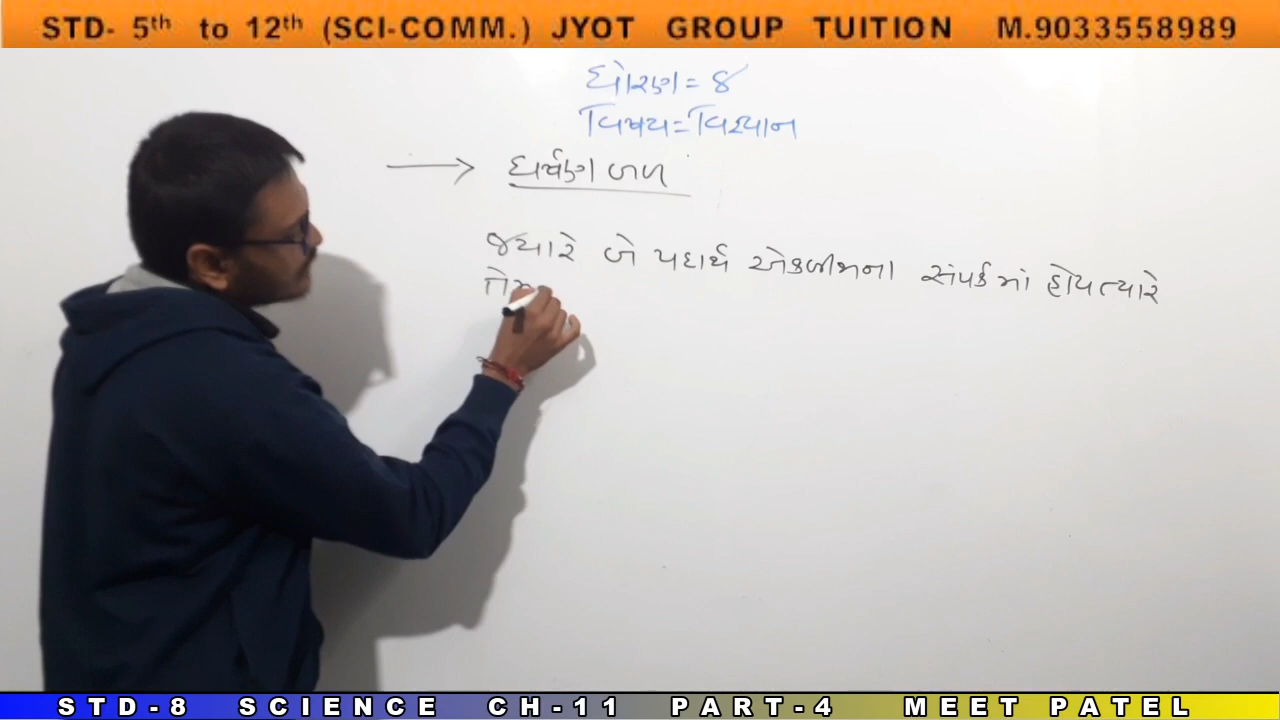 STD- 5th to 12th (SCI-COMM.) JYOT GROUP TUITION M.9033558989
ધોરણ = ૪
વિષય = વિજ્ઞાન
→ ઘર્ષણ બળ
જ્યારે બે પદાર્થ એકબીજાના સંપર્કમાં હોય ત્યારે
STD-8 SCIENCE CH-11 PART-4 MEET PATEL